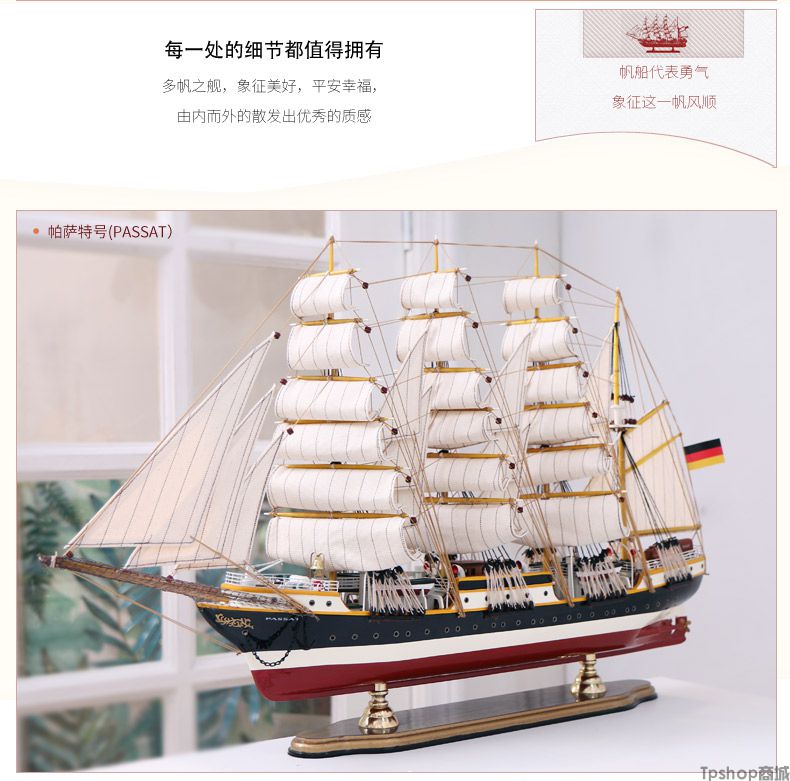 每一处的细节都值得拥有
多帆之舰，象征美好，平安幸福，
由内而外的散发出优秀的质感
帆船代表勇气
象征这一帆风顺
帕萨特号(PASSAT）
PASSAT
Tpshop商城